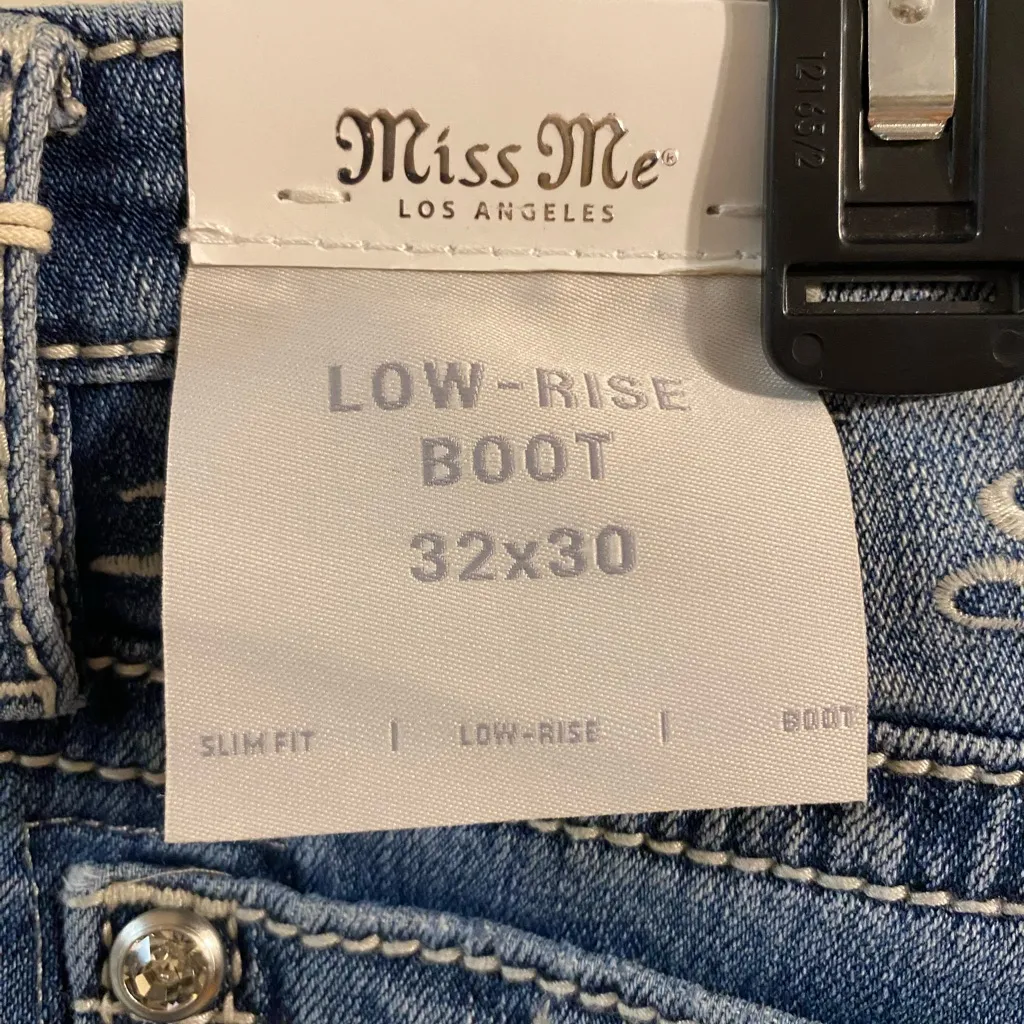 Miss Me®
LOS ANGELES
LOW-RISE
BOOT
32x30
SLIM FIT | LOW-RISE | BOOT